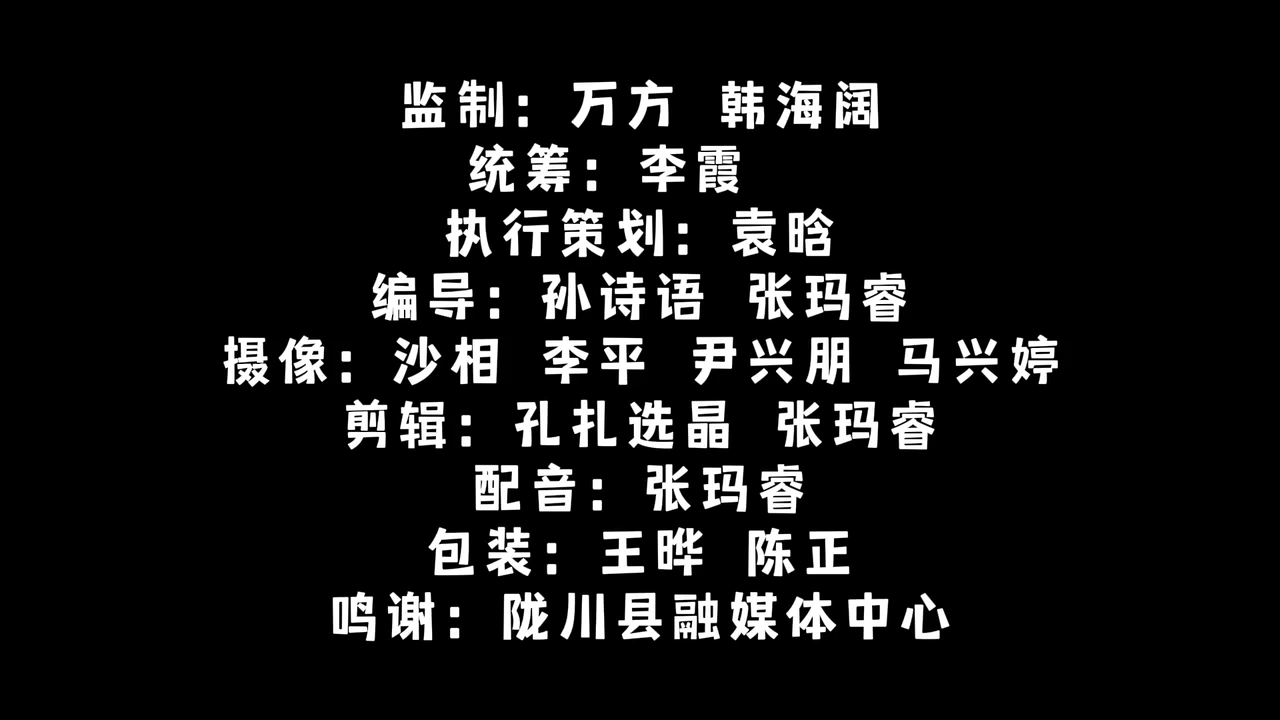 监制：万方 韩海阔
统筹：李霞
执行策划：袁晗
编导：孙诗语 张玛睿
摄像：沙相 李平 尹兴朋 马兴婷
剪辑：孔扎选晶 张玛睿
配音：张玛睿
包装：王晔 陈正
鸣谢：陇川县融媒体中心